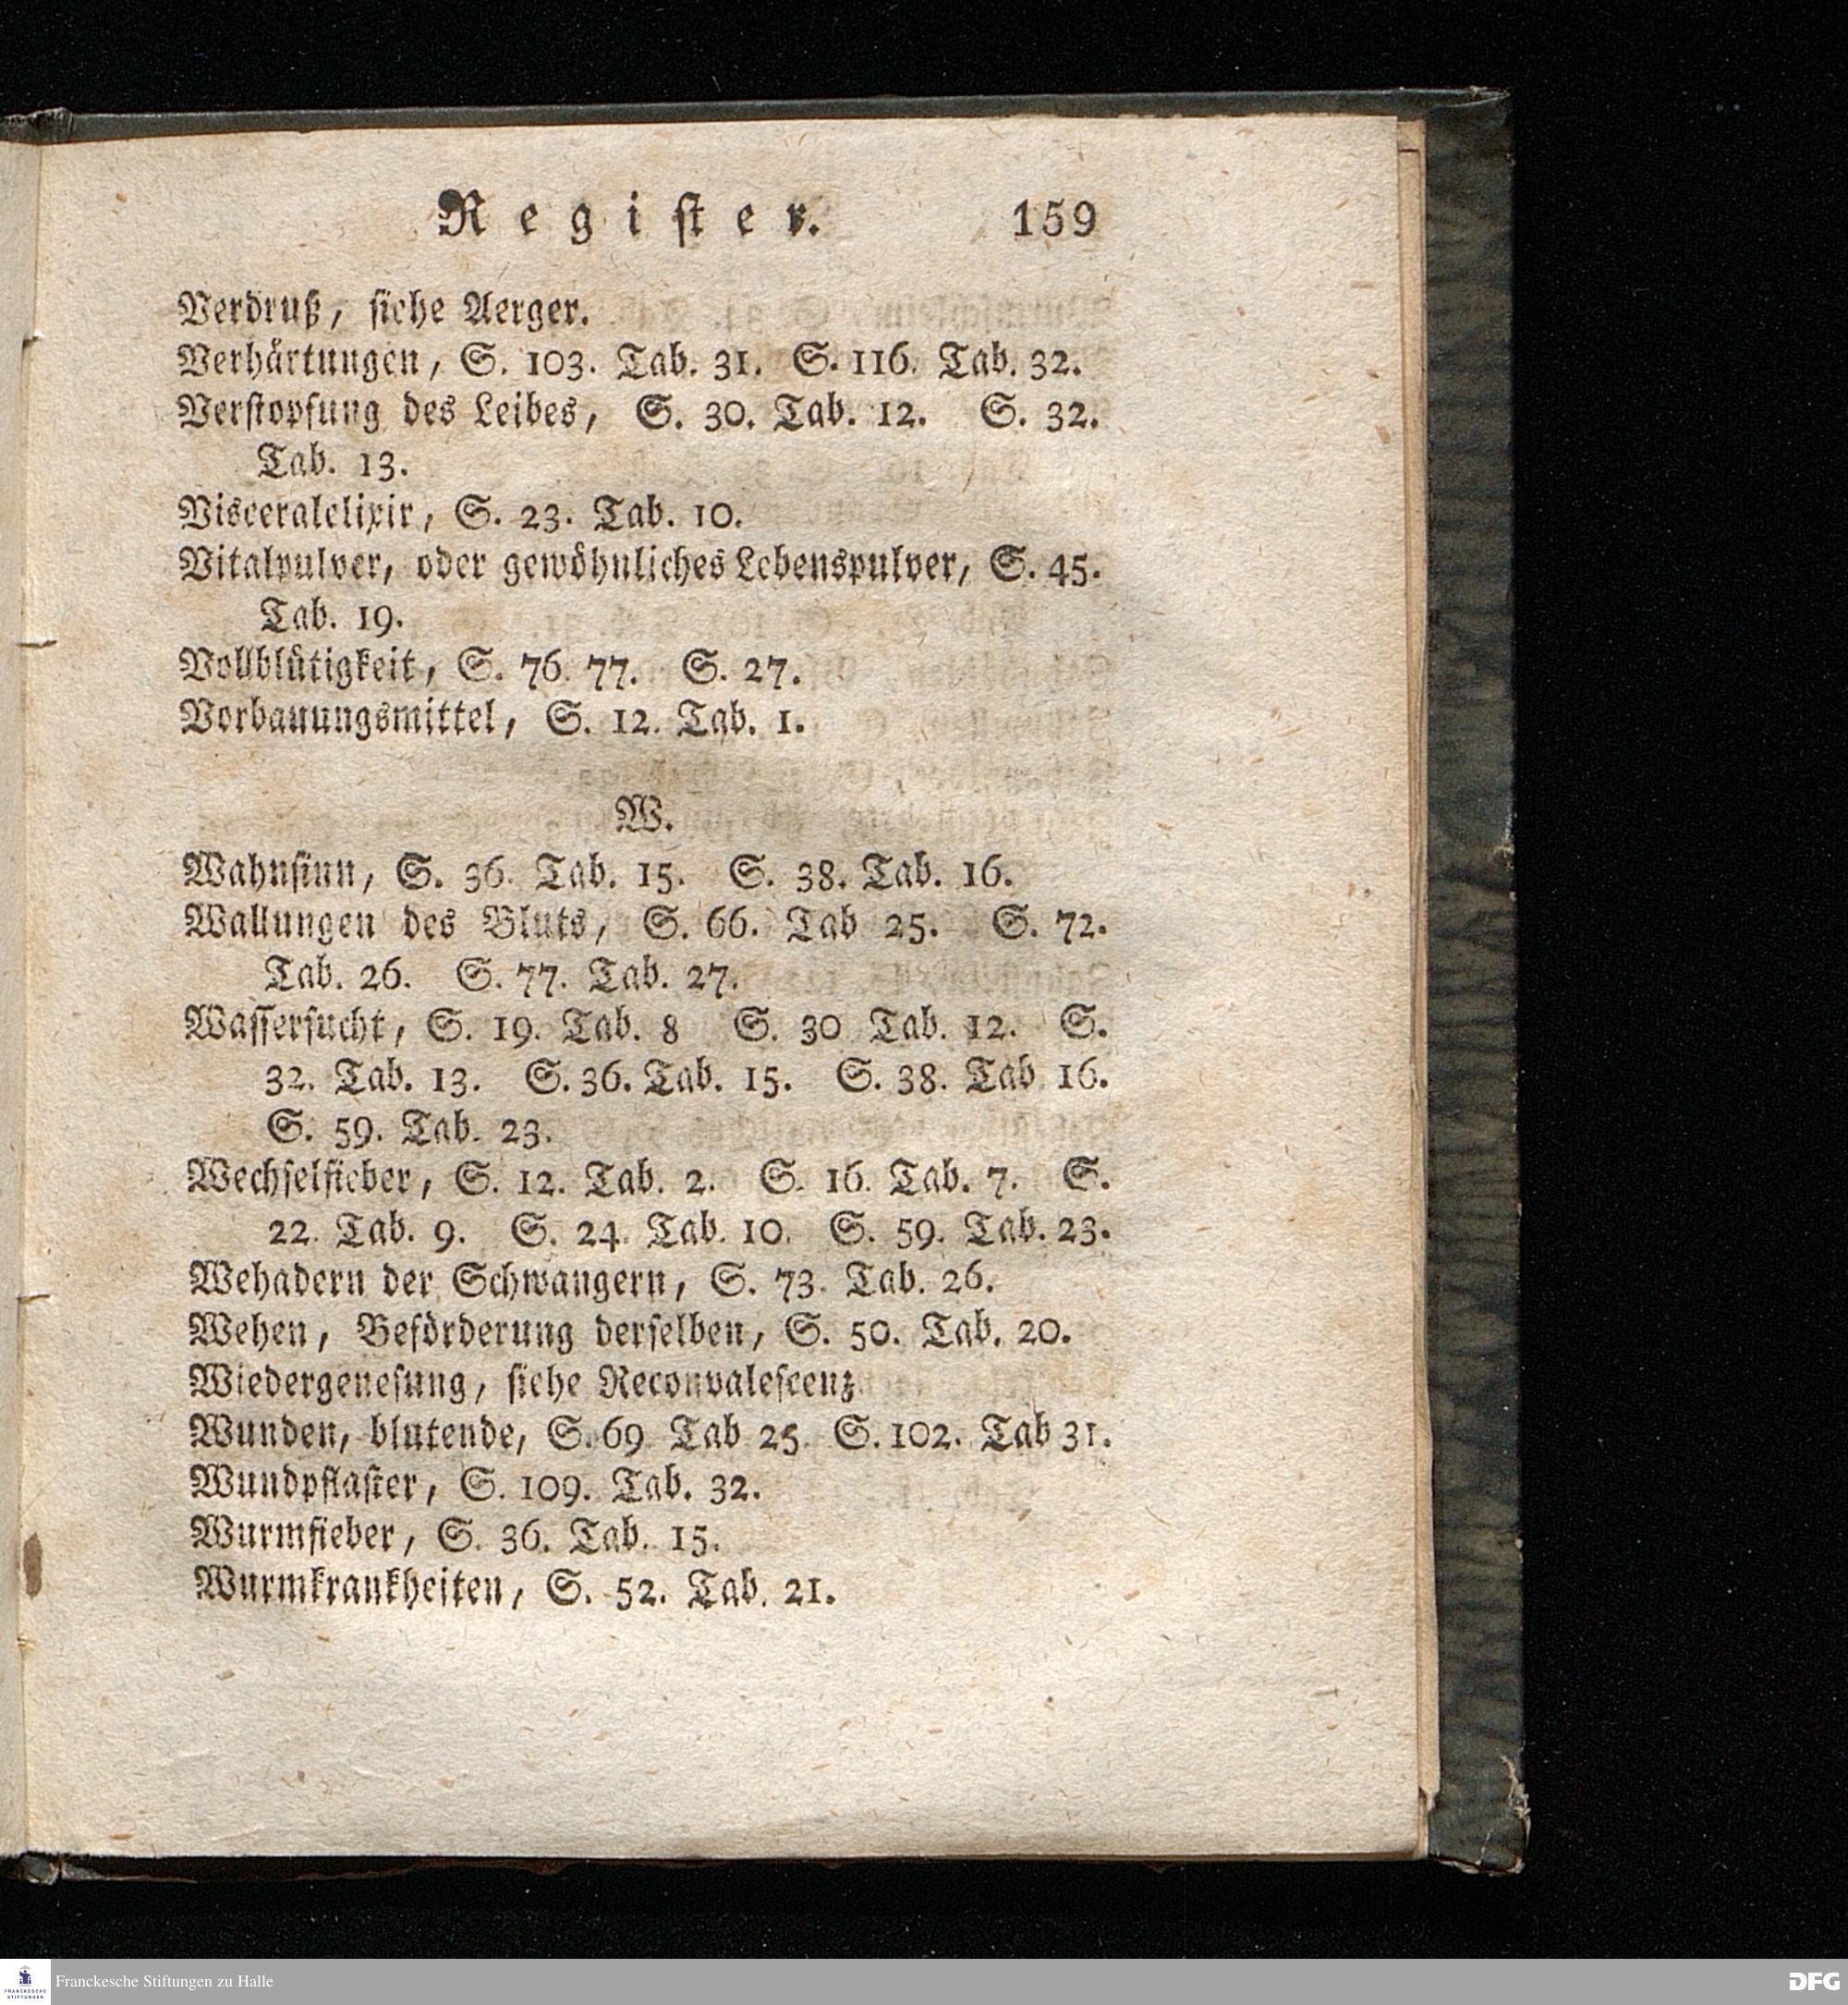 Regiſter. 159
Verdruß, ſiehe Aerger.
Verhårtungen, S. 103. Tab. 31. S. 116. Tab. 32.
Verſtopfung des Leibes, S. 30. Tab. 12. S. 32.
Tab. 13.
Visceralelixir, S. 23. Tab. 10.
Vitalpulver, oder gewöhnliches Lebenspulver, S. 45.
Tab. 19.
Vollblütigkeit, S. 76. 77. S. 27.
Vorbauungsmittel, S. 12. Tab. 1.
W.
Wahnſinn, S. 36. Tab. 15. S. 38. Tab. 16.
Wallungen des Bluts, S. 66. Tab 25. S. 72.
Tab. 26. S. 77. Tab. 27.
Waſſerſucht, S. 19. Tab. 8 S. 30 Tab. 12. S.
32. Tab. 13. S. 36. Tab. 15. S. 38. Tab 16.
S. 59. Tab. 23.
Wechſelfieber, S. 12. Tab. 2. S. 16. Tab. 7. S.
22. Tab. 9. S. 24. Tab. 10. S. 59. Tab. 23.
Wehadern der Schwangern, S. 73. Tab. 26.
Wehen, Beförderung derſelben, S. 50. Tab. 20.
Wiedergeneſung, ſiehe Reconvaleſcenz
Wunden, blutende, S. 69 Tab 25. S. 102. Tab 31.
Wundpflaſter, S. 109. Tab. 32.
Wurmfieber, S. 36. Tab. 15.
Wurmkrankheiten, S. 52. Tab. 21.
FRANCKESCHE
STIFTUNGEN
Franckesche Stiftungen zu Halle
DFG